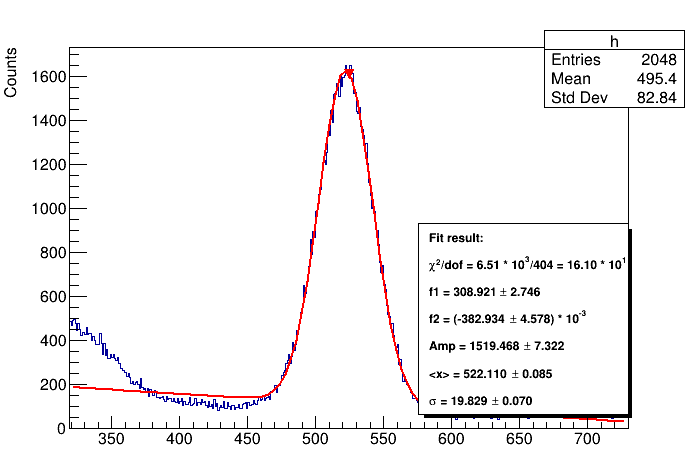 h
Entries 2048
Mean 495.4
Std Dev 82.84
Counts
1600
1400
1200
1000
800
600
400
200
0
Fit result:
χ²/dof = 6.51 * 10³/404 = 16.10 * 10¹
f1 = 308.921 ± 2.746
f2 = (-382.934 ± 4.578) * 10⁻³
Amp = 1519.468 ± 7.322
<x> = 522.110 ± 0.085
σ = 19.829 ± 0.070
350 400 450 500 550 600 650 700